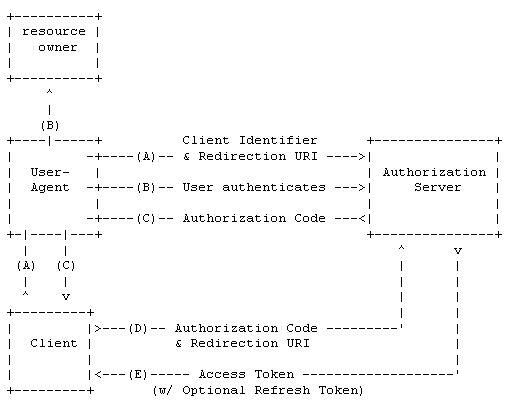 resource
owner
(B)
Client Identifier
(A) & Redirection URI
User-
Agent
(B) User authenticates
Authorization
Server
(C) Authorization Code
(A) (C)
v
v
(D) Authorization Code
& Redirection URI
Client
(E) Access Token
(w/ Optional Refresh Token)